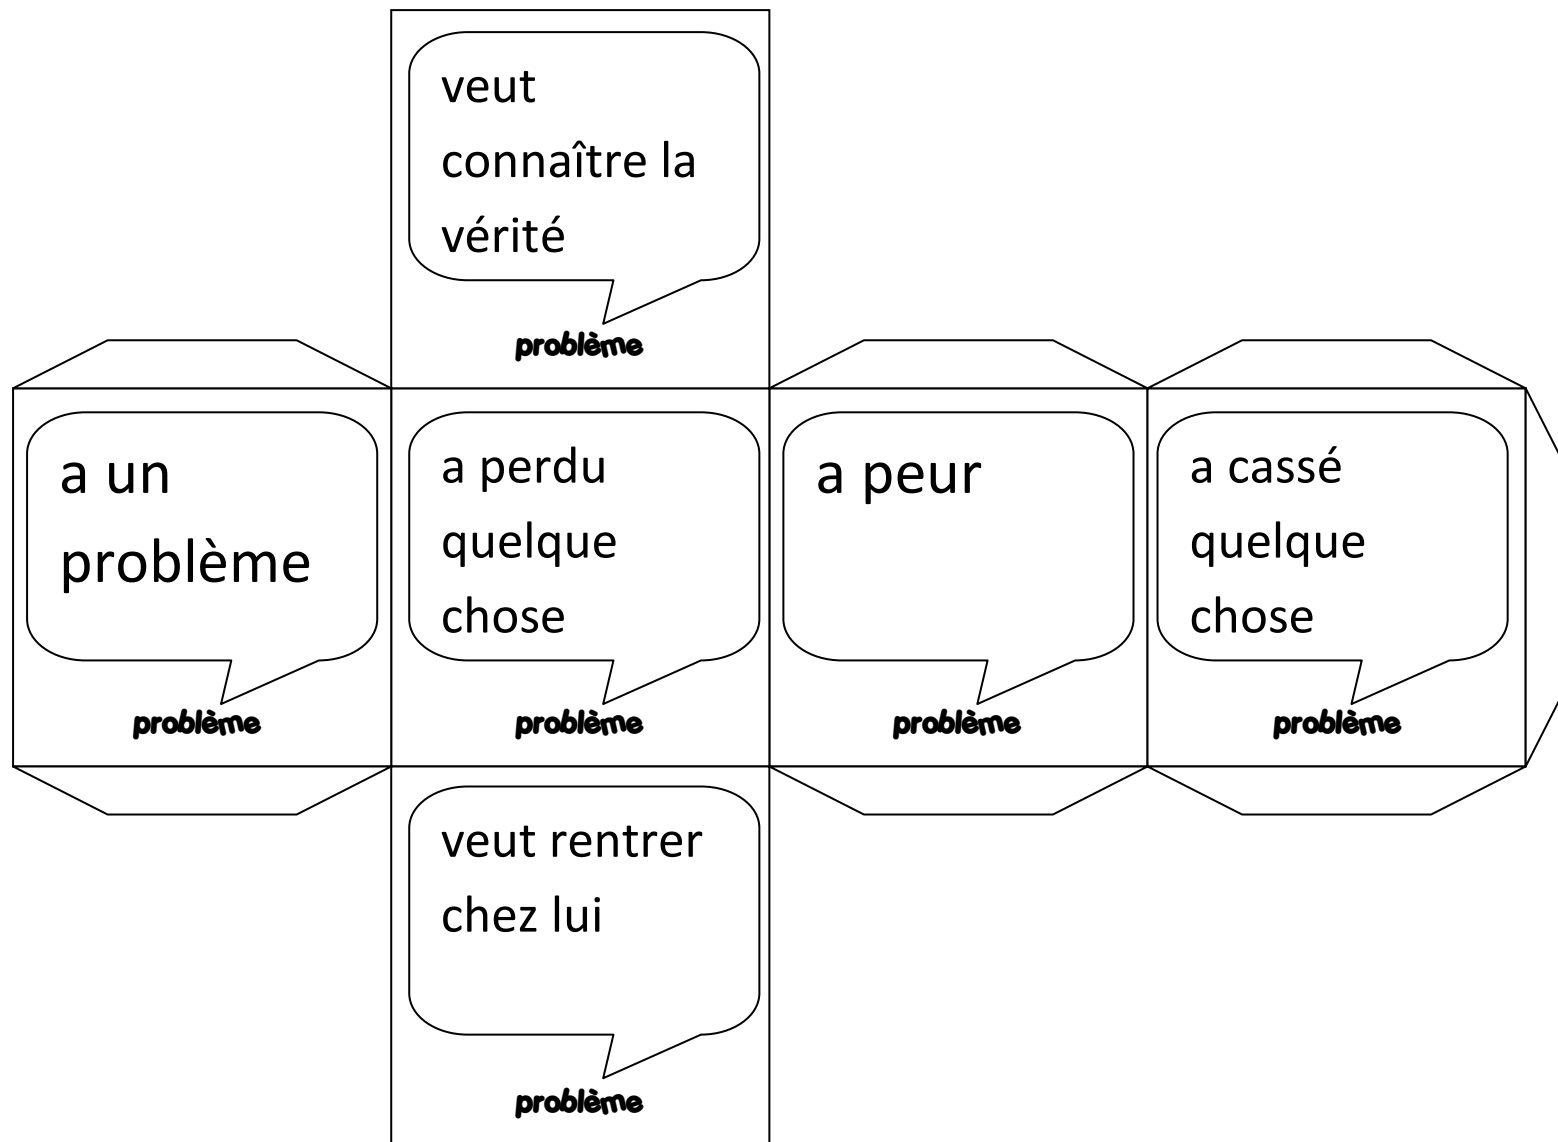 veut
connaître la
vérité
problème
a un
problème
problème
a perdu
quelque
chose
problème
a peur
problème
a cassé
quelque
chose
problème
veut rentrer
chez lui
problème